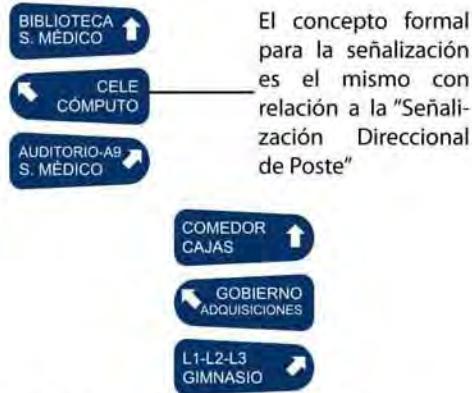 BIBLIOTECA
S. MÉDICO
CELE
CÓMPUTO
AUDITORIO-A9
S. MÉDICO
El concepto formal
para la señalización
es el mismo con
relación a la "Señali-
zación Direccional
de Poste"
COMEDOR
CAJAS
GOBIERNO
ADQUISICIONES
L1-L2-L3
GIMNASIO